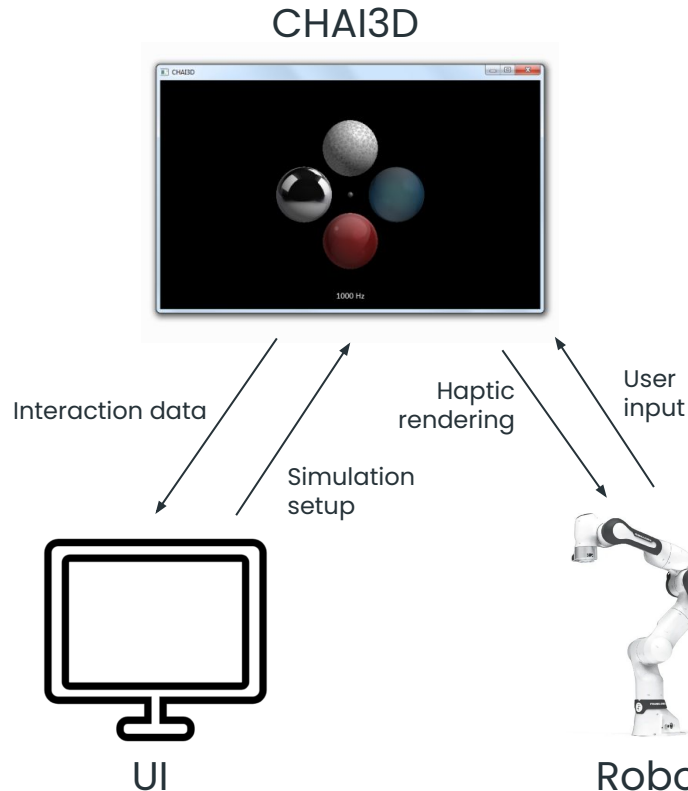 CHAI3D
CHAI3D
1000 Hz
Interaction data
Haptic
rendering
User
input
Simulation
setup
UI